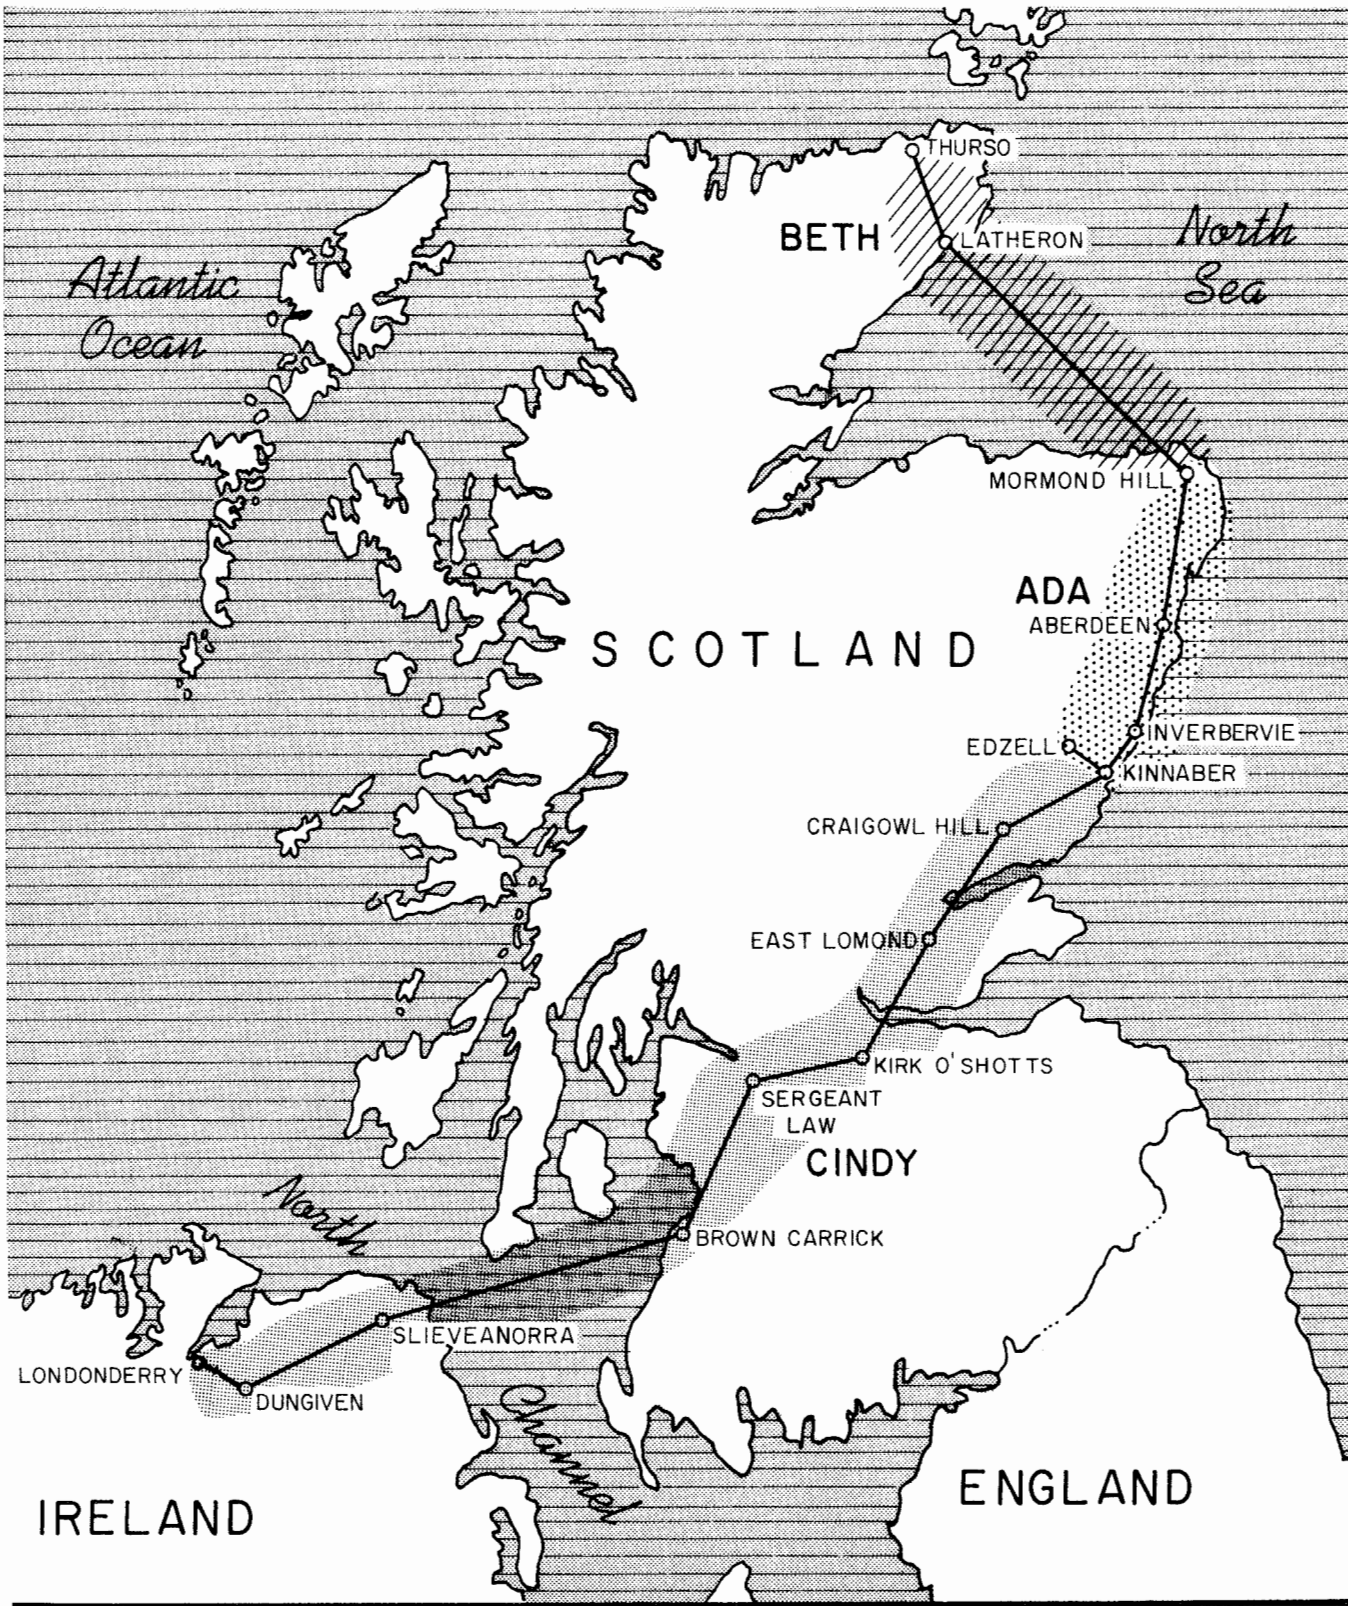 THURSO
BETH
LATHERON
North
Sea
Atlantic
Ocean
MORMOND HILL
ADA
ABERDEEN
SCOTLAND
INVERBERVIE
EDZELL
KINNABER
CRAIGOWL HILL
EAST LOMOND
KIRK O'SHOTTS
SERGEANT
LAW
CINDY
North
BROWN CARRICK
SLIEVEANORRA
LONDONDERRY
DUNGIVEN
Channel
ENGLAND
IRELAND